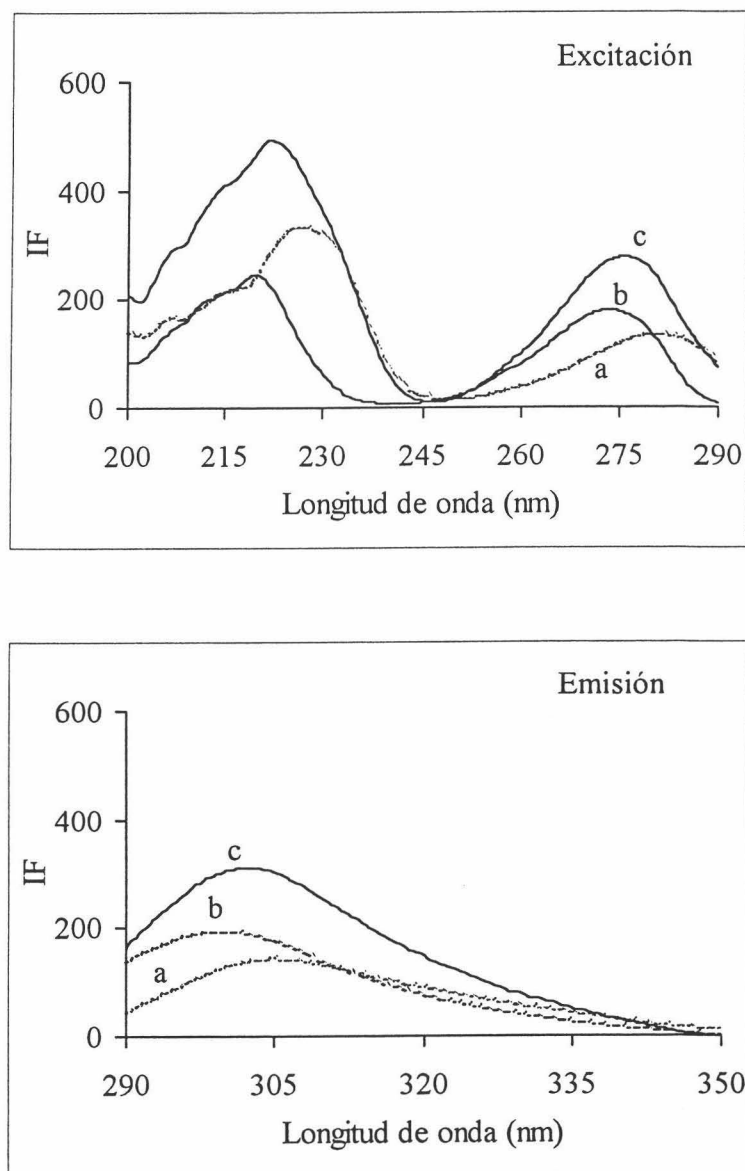 Excitación
600
400
200
0
IF
c
b
a
200 215 230 245 260 275 290
Longitud de onda (nm)
Emisión
600
400
200
0
IF
c
b
a
290 305 320 335 350
Longitud de onda (nm)